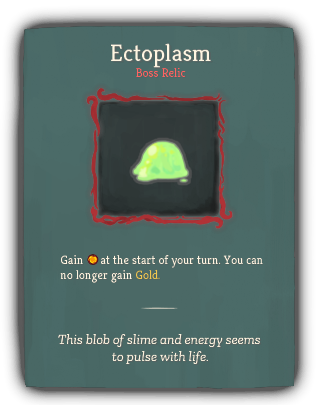 Ectoplasm
Boss Relic
Gain at the start of your turn. You can
no longer gain Gold.
This blob of slime and energy seems
to pulse with life.